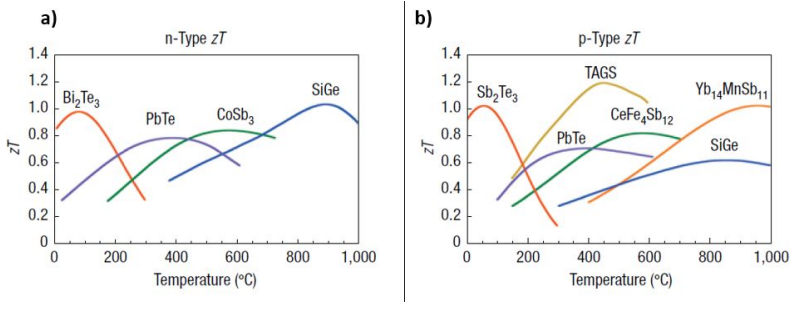 a)
n-Type zT
1.4
1.2
1.0
0.8
0.6
0.4
0.2
0
zT
Bi2Te3
PbTe
CoSb3
SiGe
0 200 400 600 800 1,000
Temperature (ºC)
b)
p-Type zT
1.4
1.2
1.0
0.8
0.6
0.4
0.2
0
zT
Sb2Te3
TAGS
PbTe
CeFe4Sb12
Yb14MnSb11
SiGe
0 200 400 600 800 1,000
Temperature (ºC)